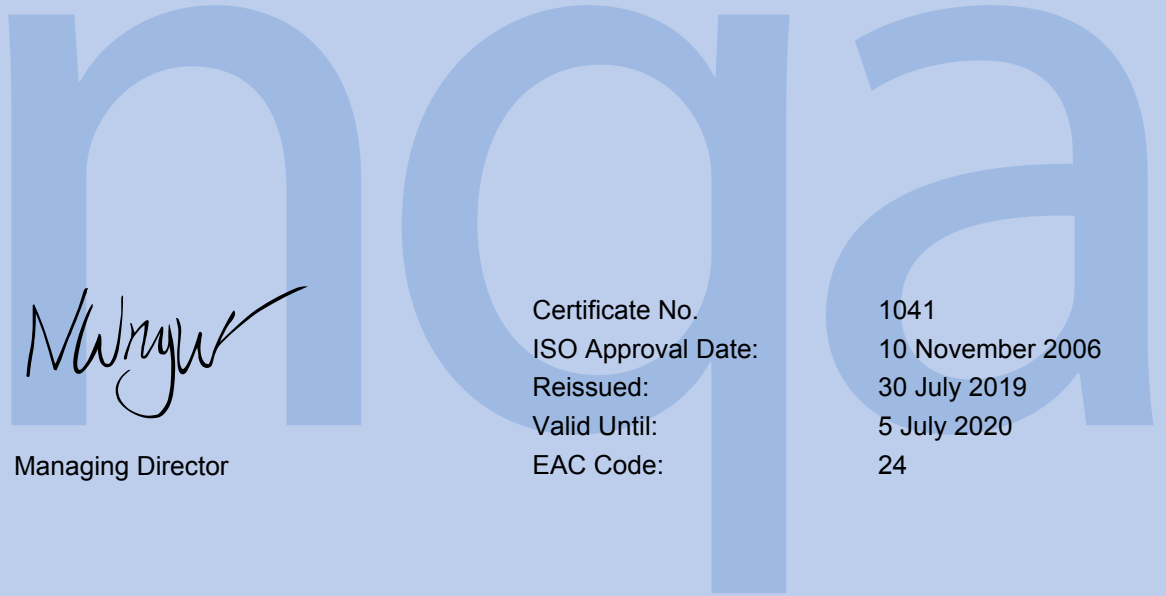 nqa
Certificate No. 1041
ISO Approval Date: 10 November 2006
Reissued: 30 July 2019
Valid Until: 5 July 2020
EAC Code: 24
Managing Director